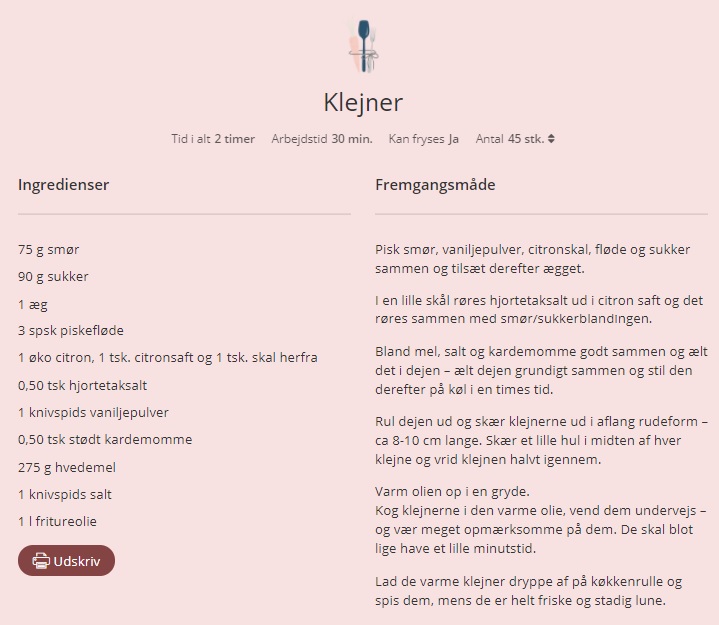 Klejner
Tid i alt 2 timer Arbejdstid 30 min. Kan fryses Ja Antal 45 stk.
Ingredienser
75 g smør
90 g sukker
1 æg
3 spsk piskefløde
1 øko citron, 1 tsk. citronsaft og 1 tsk. skal herfra
0,50 tsk hjortetaksalt
1 knivspids vaniljepulver
0,50 tsk stødt kardemomme
275 g hvedemel
1 knivspids salt
1 l fritureolie
Udskriv
Fremgangsmåde
Pisk smør, vaniljepulver, citronskal, fløde og sukker
sammen og tilsæt derefter ægget.
I en lille skål røres hjortetaksalt ud i citron saft og det
røres sammen med smør/sukkerblandIngen.
Bland mel, salt og kardemomme godt sammen og ælt
det i dejen – ælt dejen grundigt sammen og stil den
derefter på køl i en times tid.
Rul dejen ud og skær klejnerne ud i aflang rudeform –
ca 8-10 cm lange. Skær et lille hul i midten af hver
klejne og vrid klejnen halvt igennem.
Varm olien op i en gryde.
Kog klejnerne i den varme olie, vend dem undervejs –
og vær meget opmærksomme på dem. De skal blot
lige have et lille minutstid.
Lad de varme klejner dryppe af på køkkenrulle og
spis dem, mens de er helt friske og stadig lune.